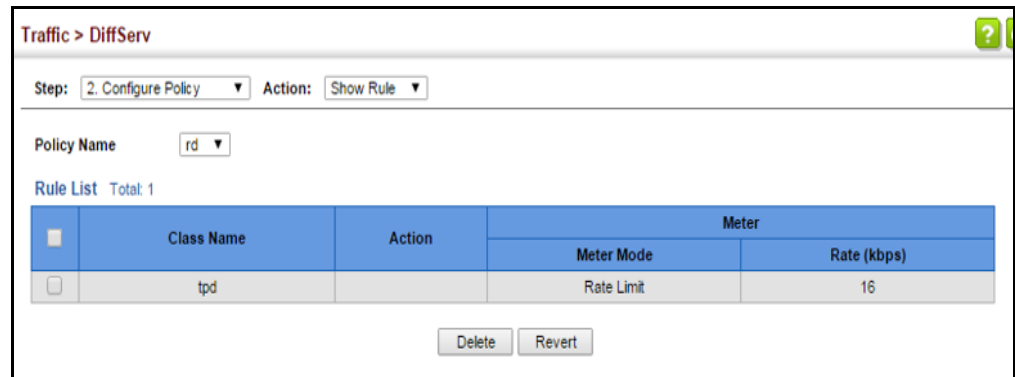 Traffic > DiffServ
?
Step: 2. Configure Policy Action: Show Rule
Policy Name rd
Rule List Total: 1
Class Name Action Meter
Meter Mode Rate (kbps)
tpd Rate Limit 16
Delete Revert